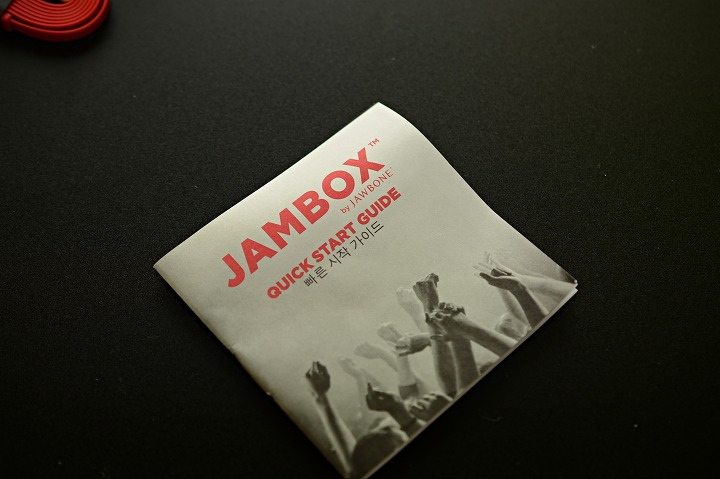 JAMBOX™
by JAWBONE
QUICK START GUIDE
빠른 시작 가이드